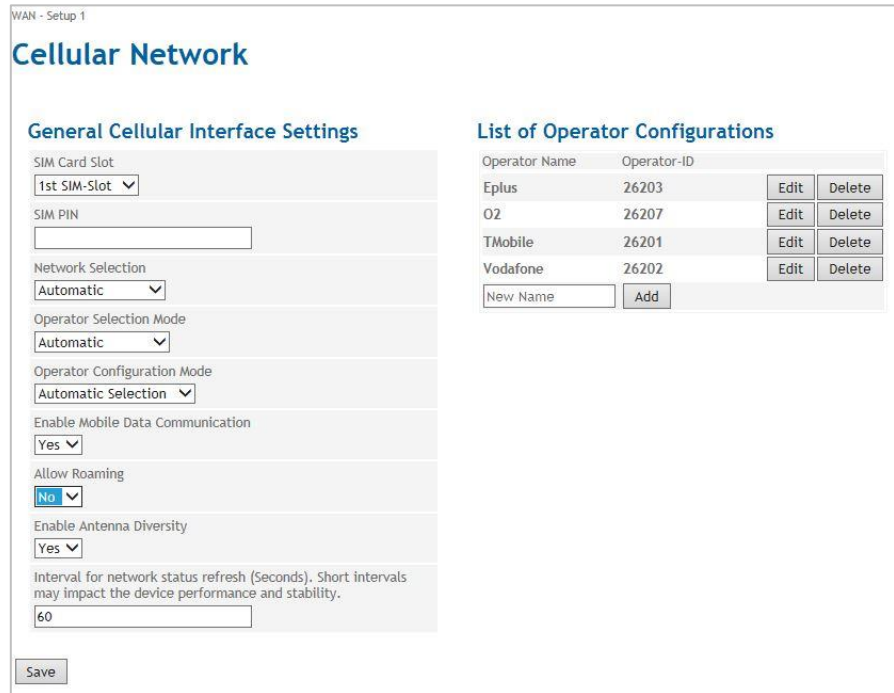 WAN - Setup 1
Cellular Network
General Cellular Interface Settings
SIM Card Slot
1st SIM-Slot
SIM PIN
Network Selection
Automatic
Operator Selection Mode
Automatic
Operator Configuration Mode
Automatic Selection
Enable Mobile Data Communication
Yes
Allow Roaming
No
Enable Antenna Diversity
Yes
Interval for network status refresh (Seconds). Short intervals
may impact the device performance and stability.
60
Save
List of Operator Configurations
Operator Name Operator-ID
Eplus 26203 Edit Delete
O2 26207 Edit Delete
TMobile 26201 Edit Delete
Vodafone 26202 Edit Delete
New Name Add